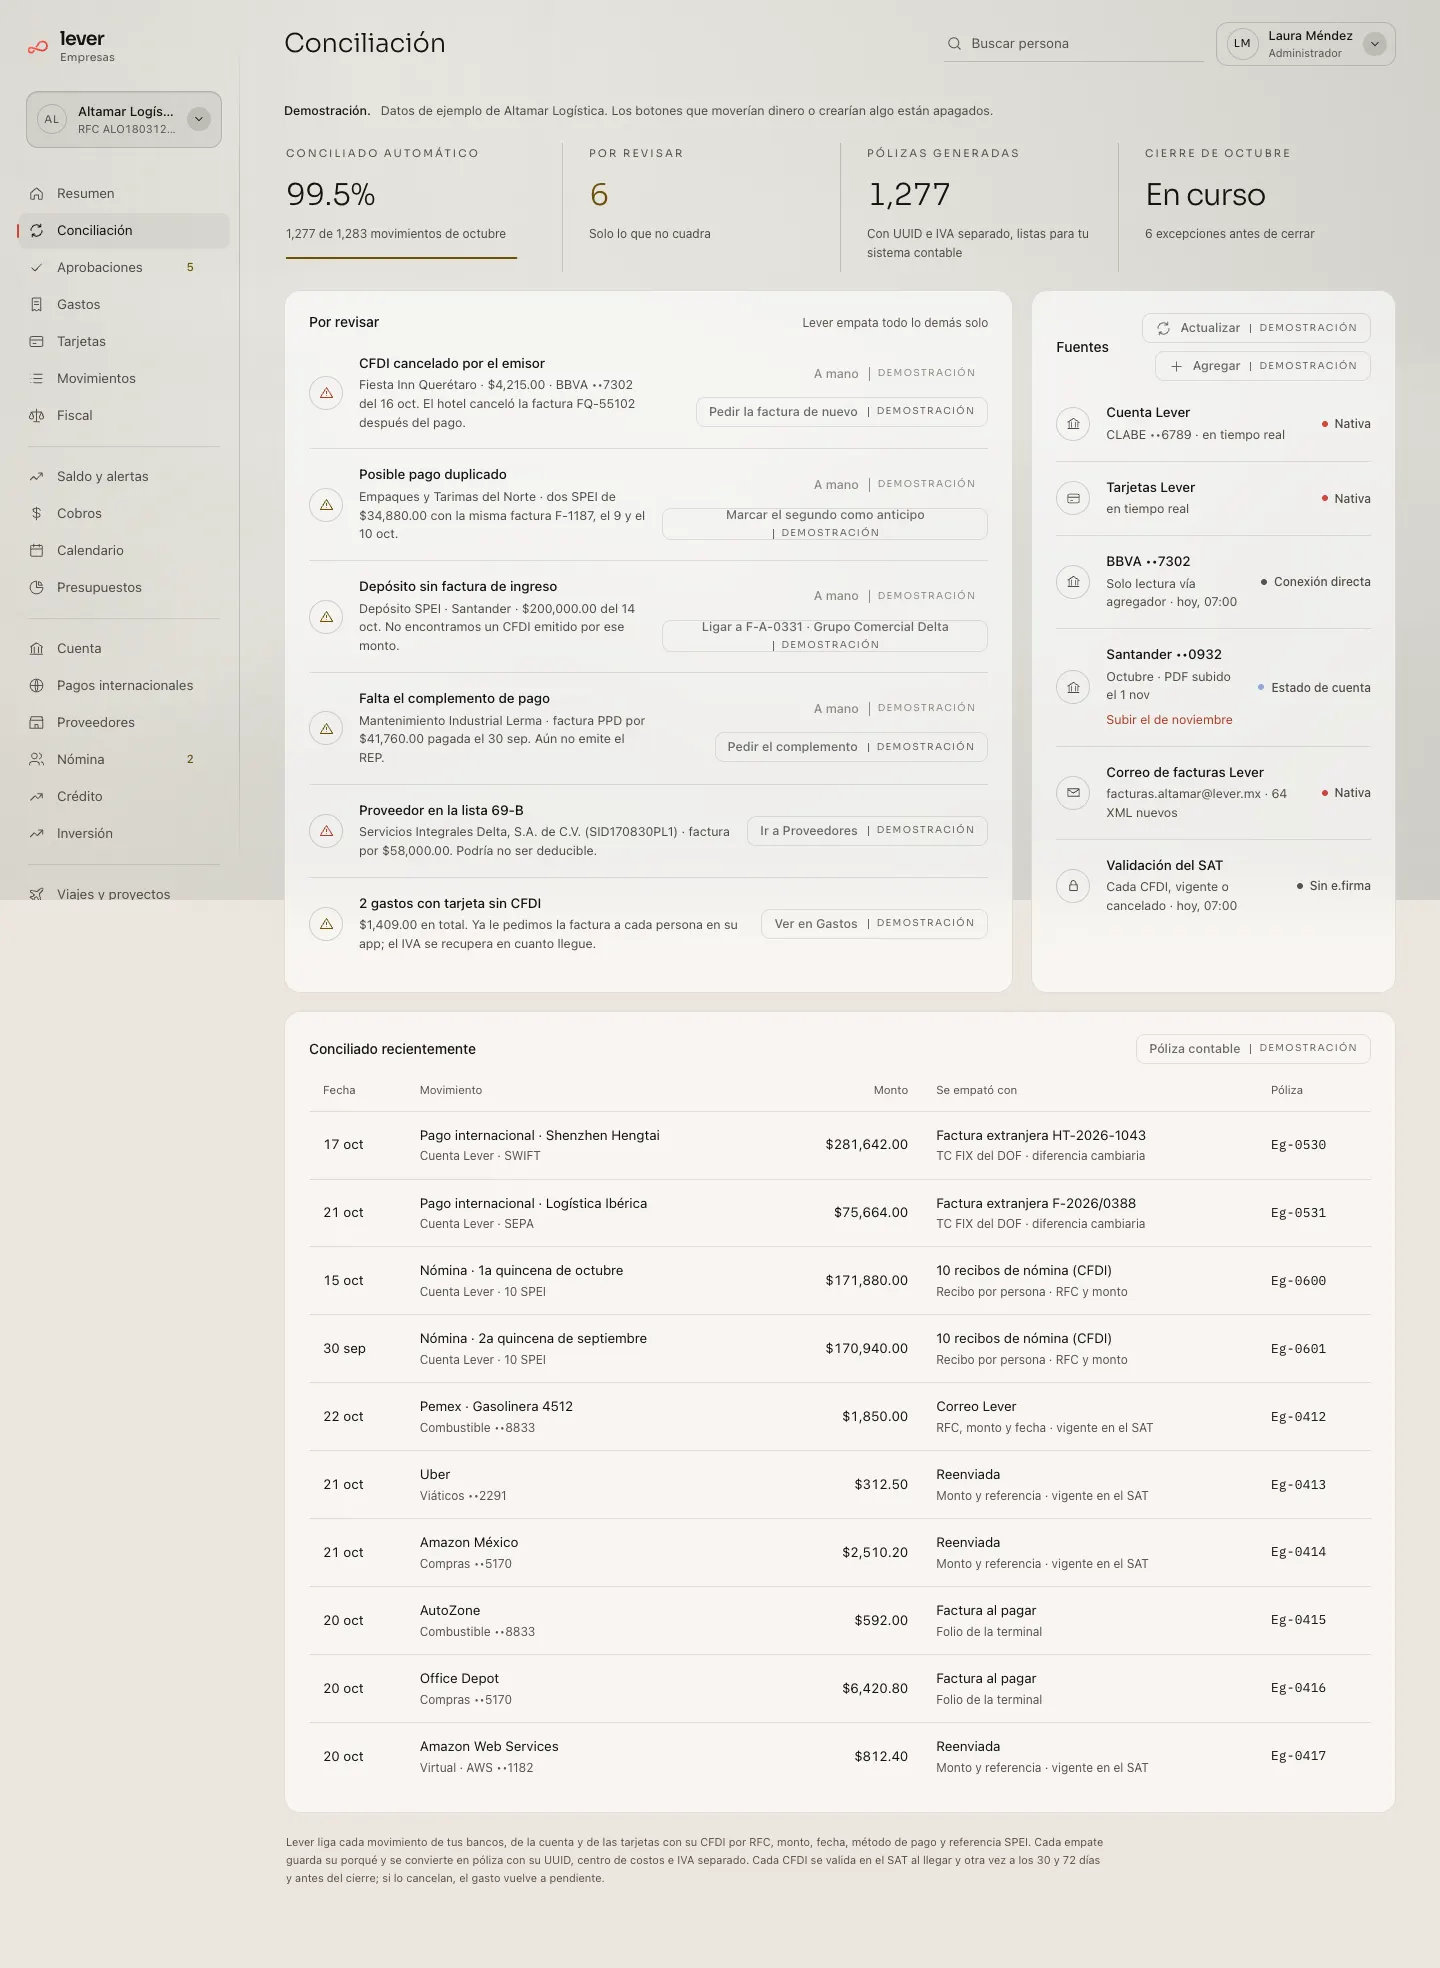 lever
Empresas
AL
Altamar Logís...
RFC ALO180312...
Resumen
Conciliación
Aprobaciones 5
Gastos
Tarjetas
Movimientos
Fiscal
Saldo y alertas
Cobros
Calendario
Presupuestos
Cuenta
Pagos internacionales
Proveedores
Nómina 2
Crédito
Inversión
Viajes y proyectos
Conciliación
Buscar persona
LM
Laura Méndez
Administrador
Demostración. Datos de ejemplo de Altamar Logística. Los botones que moverían dinero o crearían algo están apagados.
CONCILIADO AUTOMÁTICO
99.5%
1,277 de 1,283 movimientos de octubre
POR REVISAR
6
Solo lo que no cuadra
PÓLIZAS GENERADAS
1,277
Con UUID e IVA separado, listas para tu
sistema contable
CIERRE DE OCTUBRE
En curso
6 excepciones antes de cerrar
Por revisar
Lever empata todo lo demás solo
CFDI cancelado por el emisor
Fiesta Inn Querétaro · $4,215.00 · BBVA ••7302
del 16 oct. El hotel canceló la factura FQ-55102
después del pago.
A mano | DEMOSTRACIÓN
Pedir la factura de nuevo | DEMOSTRACIÓN
Posible pago duplicado
Empaques y Tarimas del Norte · dos SPEI de
$34,880.00 con la misma factura F-1187, el 9 y el
10 oct.
A mano | DEMOSTRACIÓN
Marcar el segundo como anticipo
| DEMOSTRACIÓN
Depósito sin factura de ingreso
Depósito SPEI · Santander · $200,000.00 del 14
oct. No encontramos un CFDI emitido por ese
monto.
A mano | DEMOSTRACIÓN
Ligar a F-A-0331 · Grupo Comercial Delta
| DEMOSTRACIÓN
Falta el complemento de pago
Mantenimiento Industrial Lerma · factura PPD por
$41,760.00 pagada el 30 sep. Aún no emite el
REP.
A mano | DEMOSTRACIÓN
Pedir el complemento | DEMOSTRACIÓN
Proveedor en la lista 69-B
Servicios Integrales Delta, S.A. de C.V. (SID170830PL1) · factura
por $58,000.00. Podría no ser deducible.
Ir a Proveedores | DEMOSTRACIÓN
2 gastos con tarjeta sin CFDI
$1,409.00 en total. Ya le pedimos la factura a cada persona en su
app; el IVA se recupera en cuanto llegue.
Ver en Gastos | DEMOSTRACIÓN
Fuentes
Actualizar | DEMOSTRACIÓN
Agregar | DEMOSTRACIÓN
Cuenta Lever
CLABE ••6789 · en tiempo real
Nativa
Tarjetas Lever
en tiempo real
Nativa
BBVA ••7302
Solo lectura vía
agregador · hoy, 07:00
Conexión directa
Santander ••0932
Octubre · PDF subido
el 1 nov
Subir el de noviembre
Estado de cuenta
Correo de facturas Lever
facturas.altamar@lever.mx · 64
XML nuevos
Nativa
Validación del SAT
Cada CFDI, vigente o
cancelado · hoy, 07:00
Sin e.firma
Conciliado recientemente
Póliza contable | DEMOSTRACIÓN
Fecha Movimiento Monto Se empató con Póliza
17 oct Pago internacional · Shenzhen Hengtai $281,642.00 Factura extranjera HT-2026-1043 Eg-0530
Cuenta Lever · SWIFT TC FIX del DOF · diferencia cambiaria
21 oct Pago internacional · Logística Ibérica $75,664.00 Factura extranjera F-2026/0388 Eg-0531
Cuenta Lever · SEPA TC FIX del DOF · diferencia cambiaria
15 oct Nómina · 1a quincena de octubre $171,880.00 10 recibos de nómina (CFDI) Eg-0600
Cuenta Lever · 10 SPEI Recibo por persona · RFC y monto
30 sep Nómina · 2a quincena de septiembre $170,940.00 10 recibos de nómina (CFDI) Eg-0601
Cuenta Lever · 10 SPEI Recibo por persona · RFC y monto
22 oct Pemex · Gasolinera 4512 $1,850.00 Correo Lever Eg-0412
Combustible ••8833 RFC, monto y fecha · vigente en el SAT
21 oct Uber $312.50 Reenviada Eg-0413
Viáticos ••2291 Monto y referencia · vigente en el SAT
21 oct Amazon México $2,510.20 Reenviada Eg-0414
Compras ••5170 Monto y referencia · vigente en el SAT
20 oct AutoZone $592.00 Factura al pagar Eg-0415
Combustible ••8833 Folio de la terminal
20 oct Office Depot $6,420.80 Factura al pagar Eg-0416
Compras ••5170 Folio de la terminal
20 oct Amazon Web Services $812.40 Reenviada Eg-0417
Virtual · AWS ••1182 Monto y referencia · vigente en el SAT
Lever liga cada movimiento de tus bancos, de la cuenta y de las tarjetas con su CFDI por RFC, monto, fecha, método de pago y referencia SPEI. Cada empate
guarda su porqué y se convierte en póliza con su UUID, centro de costos e IVA separado. Cada CFDI se valida en el SAT al llegar y otra vez a los 30 y 72 días
y antes del cierre; si lo cancelan, el gasto vuelve a pendiente.